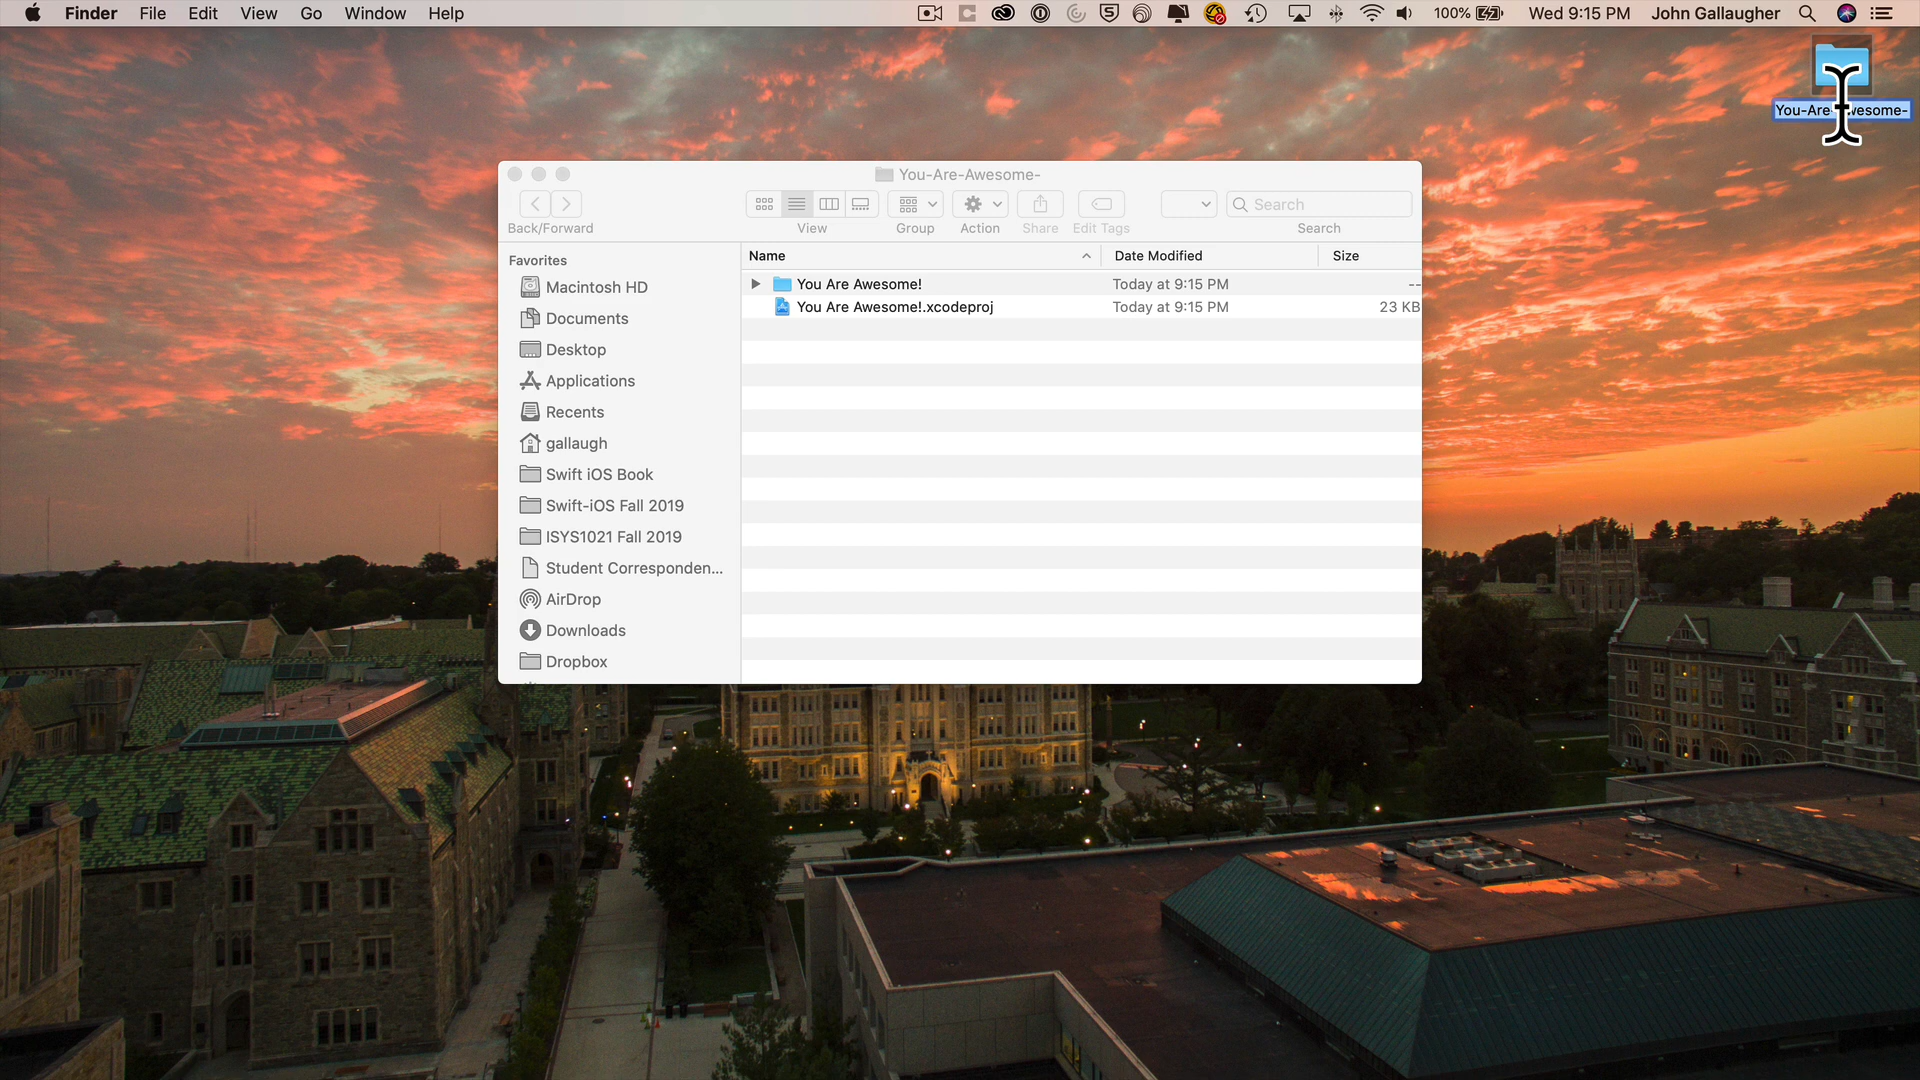 Finder File Edit View Go Window Help 100% Wed 9:15 PM John Gallaugher
You-Are-Awesome-
You-Are-Awesome-
Search
Back/Forward View Group Action Share Edit Tags Search
Favorites
Name Date Modified Size
Macintosh HD
Documents
Desktop
Applications
Recents
gallaugh
Swift iOS Book
Swift-iOS Fall 2019
ISYS1021 Fall 2019
Student Corresponden...
AirDrop
Downloads
Dropbox
You Are Awesome! Today at 9:15 PM --
You Are Awesome!.xcodeproj Today at 9:15 PM 23 KB